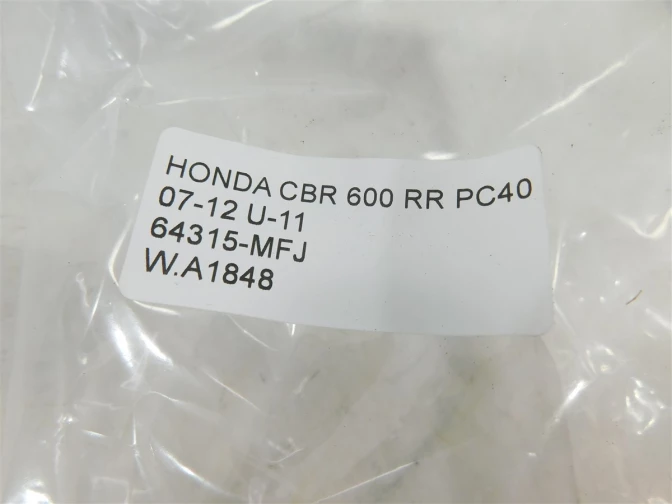 HONDA CBR 600 RR PC40
07-12 U-11
64315-MFJ
W.A1848